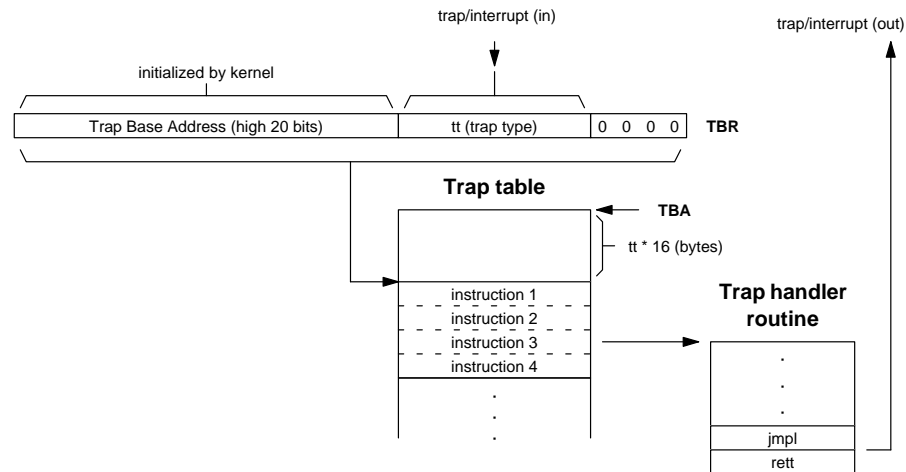 trap/interrupt (in)
trap/interrupt (out)
initialized by kernel
Trap Base Address (high 20 bits)
tt (trap type)
0 0 0 0
TBR
Trap table
TBA
tt * 16 (bytes)
instruction 1
instruction 2
instruction 3
instruction 4
Trap handler
routine
jmpl
rett